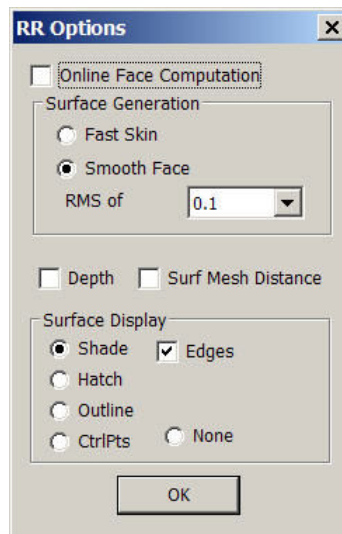 RR Options
Online Face Computation
Surface Generation
Fast Skin
Smooth Face
RMS of 0.1
Depth Surf Mesh Distance
Surface Display
Shade Edges
Hatch
Outline
CtrlPts None
OK